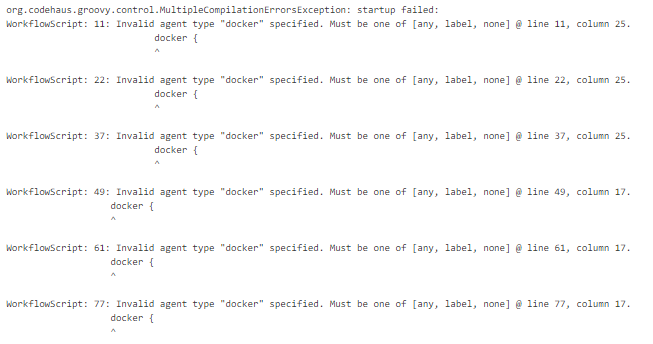 org.codehaus.groovy.control.MultipleCompilationErrorsException: startup failed:
WorkflowScript: 11: Invalid agent type "docker" specified. Must be one of [any, label, none] @ line 11, column 25.
docker {
^
WorkflowScript: 22: Invalid agent type "docker" specified. Must be one of [any, label, none] @ line 22, column 25.
docker {
^
WorkflowScript: 37: Invalid agent type "docker" specified. Must be one of [any, label, none] @ line 37, column 25.
docker {
^
WorkflowScript: 49: Invalid agent type "docker" specified. Must be one of [any, label, none] @ line 49, column 17.
docker {
^
WorkflowScript: 61: Invalid agent type "docker" specified. Must be one of [any, label, none] @ line 61, column 17.
docker {
^
WorkflowScript: 77: Invalid agent type "docker" specified. Must be one of [any, label, none] @ line 77, column 17.
docker {
^